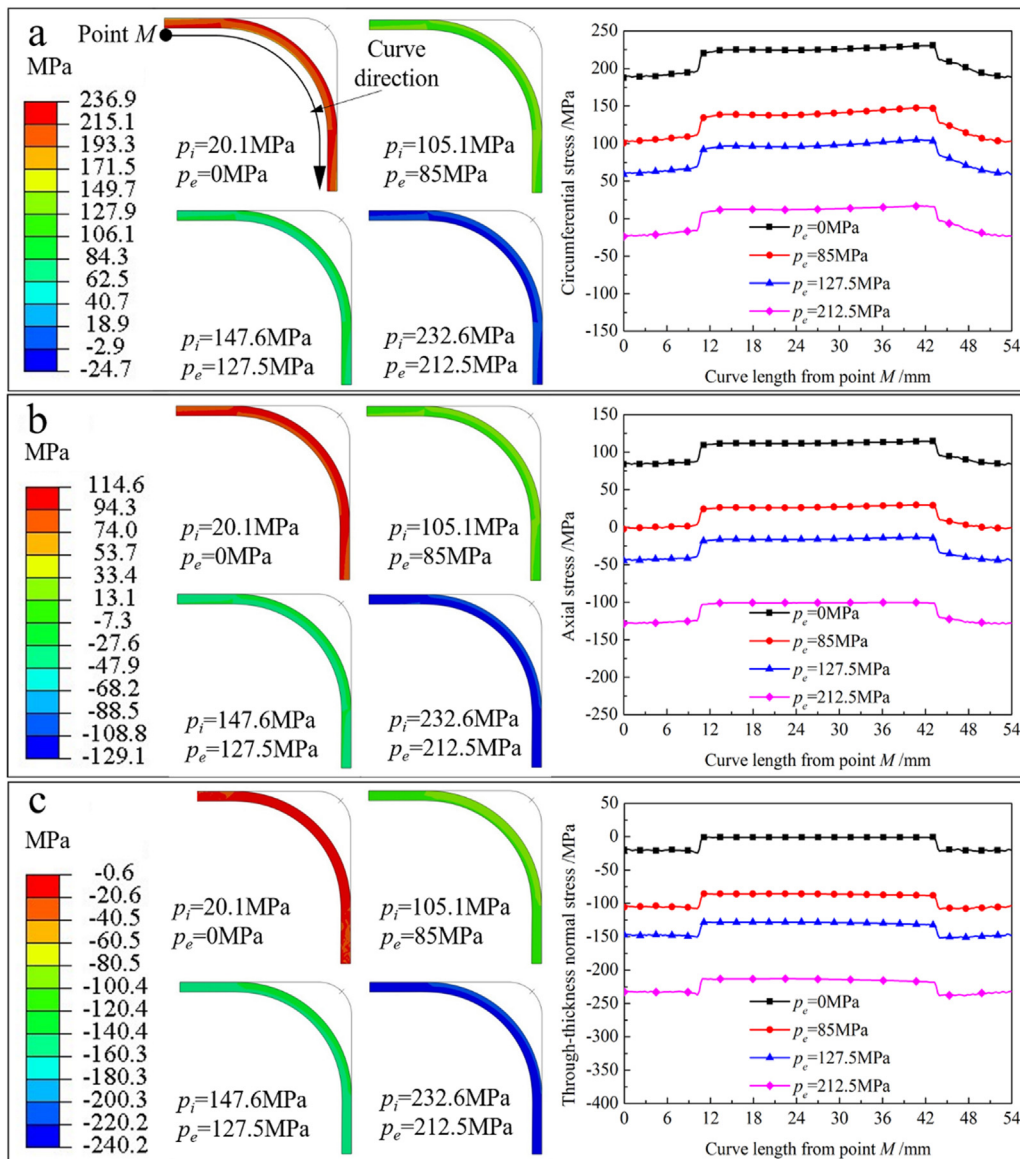 a
Point M
Curve
direction
MPa
236.9
215.1
193.3
171.5
149.7
127.9
106.1
84.3
62.5
40.7
18.9
-2.9
-24.7
pi=20.1MPa
pe=0MPa
pi=105.1MPa
pe=85MPa
pi=147.6MPa
pe=127.5MPa
pi=232.6MPa
pe=212.5MPa
Circumferential stress /MPa
250
200
150
100
50
0
-50
-100
-150
pe=0MPa
pe=85MPa
pe=127.5MPa
pe=212.5MPa
0 6 12 18 24 30 36 42 48 54
Curve length from point M /mm
b
MPa
114.6
94.3
74.0
53.7
33.4
13.1
-7.3
-27.6
-47.9
-68.2
-88.5
-108.8
-129.1
pi=20.1MPa
pe=0MPa
pi=105.1MPa
pe=85MPa
pi=147.6MPa
pe=127.5MPa
pi=232.6MPa
pe=212.5MPa
Axial stress /MPa
150
100
50
0
-50
-100
-150
-200
-250
pe=0MPa
pe=85MPa
pe=127.5MPa
pe=212.5MPa
0 6 12 18 24 30 36 42 48 54
Curve length from point M /mm
c
MPa
-0.6
-20.6
-40.5
-60.5
-80.5
-100.4
-120.4
-140.4
-160.3
-180.3
-200.3
-220.2
-240.2
pi=20.1MPa
pe=0MPa
pi=105.1MPa
pe=85MPa
pi=147.6MPa
pe=127.5MPa
pi=232.6MPa
pe=212.5MPa
Through-thickness normal stress /MPa
50
0
-50
-100
-150
-200
-250
-300
-350
-400
pe=0MPa
pe=85MPa
pe=127.5MPa
pe=212.5MPa
0 6 12 18 24 30 36 42 48 54
Curve length from point M /mm